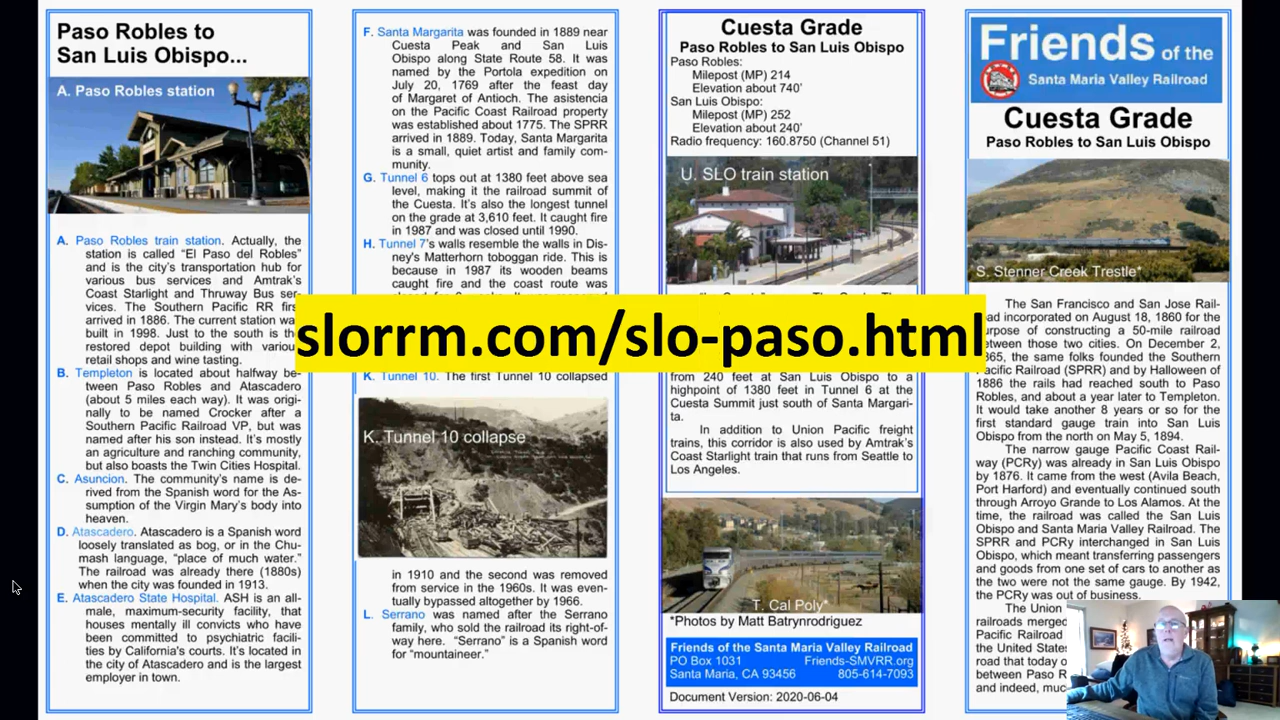 Paso Robles to
San Luis Obispo...
A. Paso Robles station
A. Paso Robles train station. Actually, the
station is called “El Paso del Robles”
and is the city’s transportation hub for
various bus services and Amtrak’s
Coast Starlight and Thruway Bus ser-
vices. The Southern Pacific RR first
arrived in 1886. The current station was
built in 1998. Just to the south is the
restored depot building with various
retail shops and wine tasting.
B. Templeton is located about halfway be-
tween Paso Robles and Atascadero
(about 5 miles each way). It was origi-
nally to be named Crocker after a
Southern Pacific Railroad VP, but was
named after his son instead. It’s mostly
an agriculture and ranching community,
but also boasts the Twin Cities Hospital.
C. Asuncion. The community’s name is de-
rived from the Spanish word for the As-
sumption of the Virgin Mary’s body into
heaven.
D. Atascadero. Atascadero is a Spanish word
loosely translated as bog, or in the Chu-
mash language, “place of much water.”
The railroad was already there (1880s)
when the city was founded in 1913.
E. Atascadero State Hospital. ASH is an all-
male, maximum-security facility, that
houses mentally ill convicts who have
been committed to psychiatric facili-
ties by California's courts. It’s located in
the city of Atascadero and is the largest
employer in town.
F. Santa Margarita was founded in 1889 near
Cuesta Peak and San Luis
Obispo along State Route 58. It was
named by the Portola expedition on
July 20, 1769 after the feast day
of Margaret of Antioch. The asistencia
on the Pacific Coast Railroad property
was established about 1775. The SPRR
arrived in 1889. Today, Santa Margarita
is a small, quiet artist and family com-
munity.
G. Tunnel 6 tops out at 1380 feet above sea
level, making it the railroad summit of
the Cuesta. It’s also the longest tunnel
on the grade at 3,610 feet. It caught fire
in 1987 and was closed until 1990.
H. Tunnel 7’s walls resemble the walls in Dis-
ney's Matterhorn toboggan ride. This is
because in 1987 its wooden beams
caught fire and the coast route was
slorrm.com/slo-paso.html
K. Tunnel 10. The first Tunnel 10 collapsed
K. Tunnel 10 collapse
in 1910 and the second was removed
from service in the 1960s. It was even-
tually bypassed altogether by 1966.
L. Serrano was named after the Serrano
family, who sold the railroad its right-of-
way here. “Serrano” is a Spanish word
for “mountaineer.”
Cuesta Grade
Paso Robles to San Luis Obispo
Paso Robles:
Milepost (MP) 214
Elevation about 740’
San Luis Obispo:
Milepost (MP) 252
Elevation about 240’
Radio frequency: 160.8750 (Channel 51)
U. SLO train station
from 240 feet at San Luis Obispo to a
highpoint of 1380 feet in Tunnel 6 at the
Cuesta Summit just south of Santa Margari-
ta.
In addition to Union Pacific freight
trains, this corridor is also used by Amtrak’s
Coast Starlight train that runs from Seattle to
Los Angeles.
T. Cal Poly*
*Photos by Matt Batrynrodriguez
Friends of the Santa Maria Valley Railroad
PO Box 1031 Friends-SMVRR.org
Santa Maria, CA 93456 805-614-7093
Document Version: 2020-06-04
Friends of the
Santa Maria Valley Railroad
Cuesta Grade
Paso Robles to San Luis Obispo
S. Stenner Creek Trestle*
The San Francisco and San Jose Rail-
road incorporated on August 18, 1860 for the
purpose of constructing a 50-mile railroad
between those two cities. On December 2,
1865, the same folks founded the Southern
Pacific Railroad (SPRR) and by Halloween of
1886 the rails had reached south to Paso
Robles, and about a year later to Templeton.
It would take another 8 years or so for the
first standard gauge train into San Luis
Obispo from the north on May 5, 1894.
The narrow gauge Pacific Coast Rail-
way (PCRy) was already in San Luis Obispo
by 1876. It came from the west (Avila Beach,
Port Harford) and eventually continued south
through Arroyo Grande to Los Alamos. At the
time, the railroad was called the San Luis
Obispo and Santa Maria Valley Railroad. The
SPRR and PCRy interchanged in San Luis
Obispo, which meant transferring passengers
and goods from one set of cars to another as
the two were not the same gauge. By 1942,
the PCRy was out of business.
The Union
railroads merged
Pacific Railroad
the United States
road that today o
between Paso R
and indeed, muc